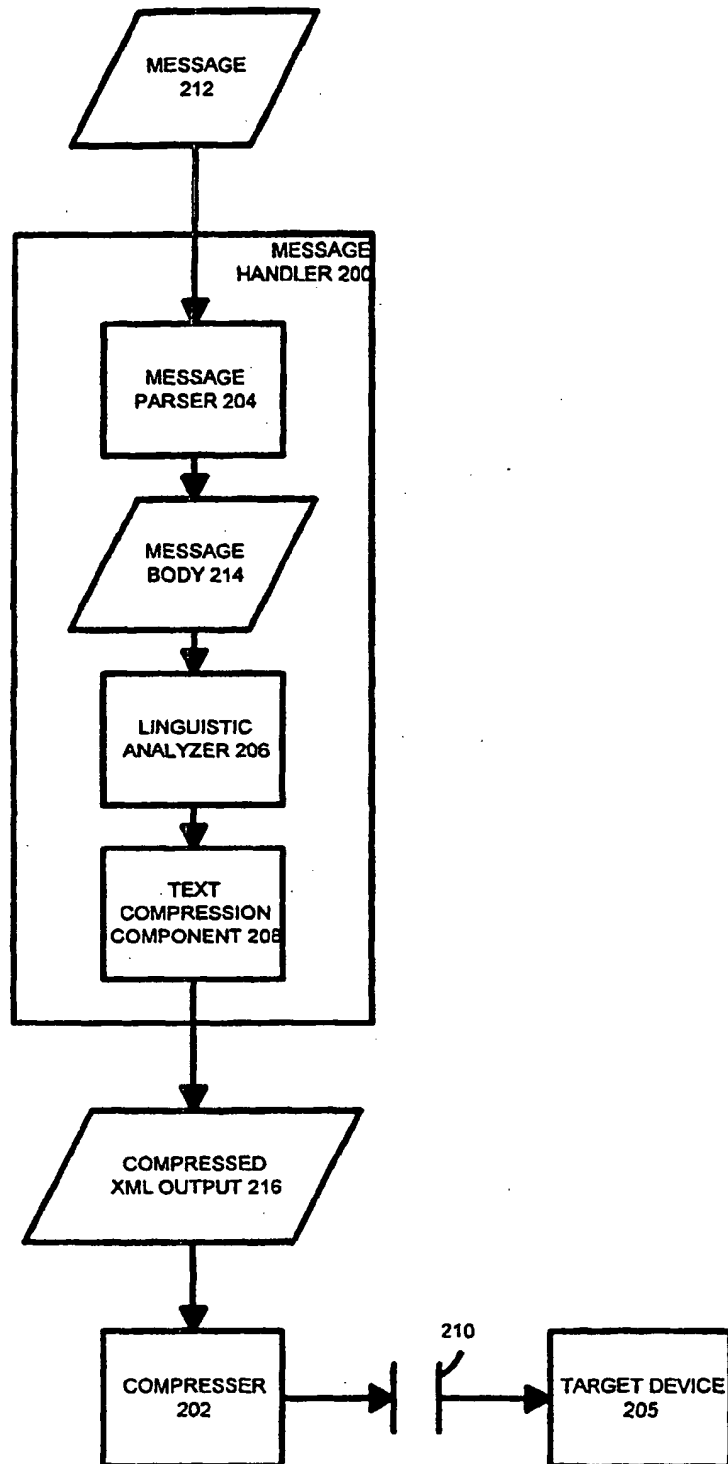 MESSAGE
212
MESSAGE
HANDLER 200
MESSAGE
PARSER 204
MESSAGE
BODY 214
LINGUISTIC
ANALYZER 206
TEXT
COMPRESSION
COMPONENT 208
COMPRESSED
XML OUTPUT 216
COMPRESSER
202
210
TARGET DEVICE
205